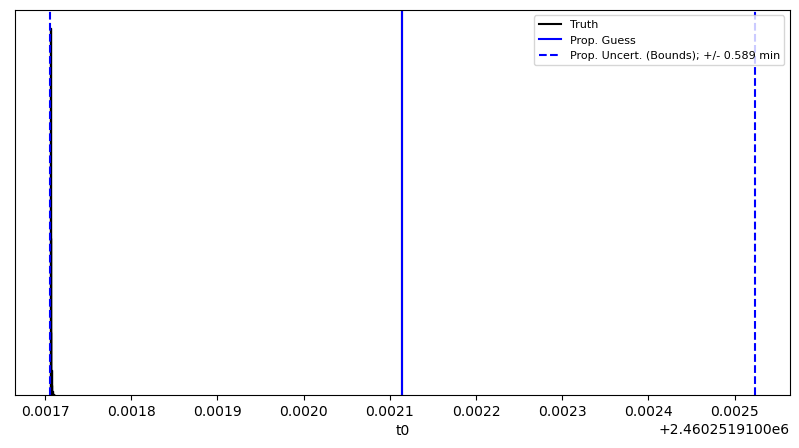 Truth
Prop. Guess
Prop. Uncert. (Bounds); +/- 0.589 min
0.0017 0.0018 0.0019 0.0020 0.0021 0.0022 0.0023 0.0024 0.0025
t0
+2.4602519100e6